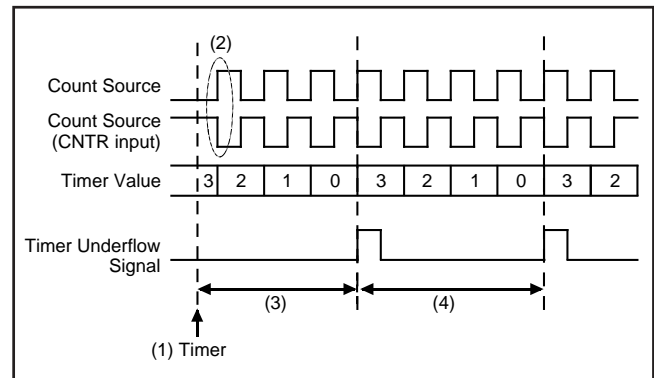 (2)
Count Source
Count Source
(CNTR input)
Timer Value 3 2 1 0 3 2 1 0 3 2
Timer Underflow
Signal
(3) (4)
(1) Timer